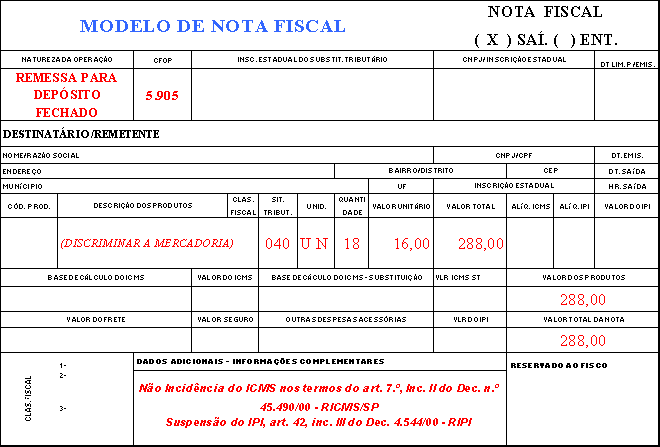 MODELO DE NOTA FISCAL
NOTA FISCAL
( X ) SAÍ. ( ) ENT.
NATUREZA DA OPERAÇÃO CFOP INSC. ESTADUAL DO SUBST. TRIBUTÁRIO CNPJ/INSCRIÇÃO ESTADUAL DT LIM. P/EMIS.
REMESSA PARA DEPÓSITO FECHADO 5.905
DESTINATÁRIO/REMETENTE
NOME/RAZÃO SOCIAL CNPJ/CPF DT. EMIS.
ENDEREÇO BAIRRO/DISTRITO CEP DT. SAÍDA
MUNÍCIPIO UF INSCRIÇÃO ESTADUAL HR. SAÍDA
CÓD. PROD. DESCRIÇÃO DOS PRODUTOS CLAS. FISCAL SIT. TRIBUT. UNID. QUANTI DADE VALOR UNITÁRIO VALOR TOTAL ALÍQ. ICMS ALÍQ. IPI VALOR DO IPI
(DISCRIMINAR A MERCADORIA) 040 U N 18 16,00 288,00
BASE DE CÁLCULO DO ICMS VALOR DO ICMS BASE DE CÁCULO DO ICMS - SUBSTITUIÇÃO VLR ICMS ST VALOR DOS PRODUTOS
288,00
VALOR DO FRETE VALOR SEGURO OUTRAS DESPESAS ACESSÓRIAS VLR DO IPI VALOR TOTAL DA NOTA
288,00
CLAS. FISCAL
1-
2-
3-
DADOS ADICIONAIS - INFORMAÇÕES COMPLEMENTARES
Não Incidência do ICMS nos termos do art. 7.º, Inc. II do Dec. n.º
45.490/00 - RICMS/SP
Suspensão do IPI, art. 42, inc. III do Dec. 4.544/00 - RIPI
RESERVADO AO FISCO